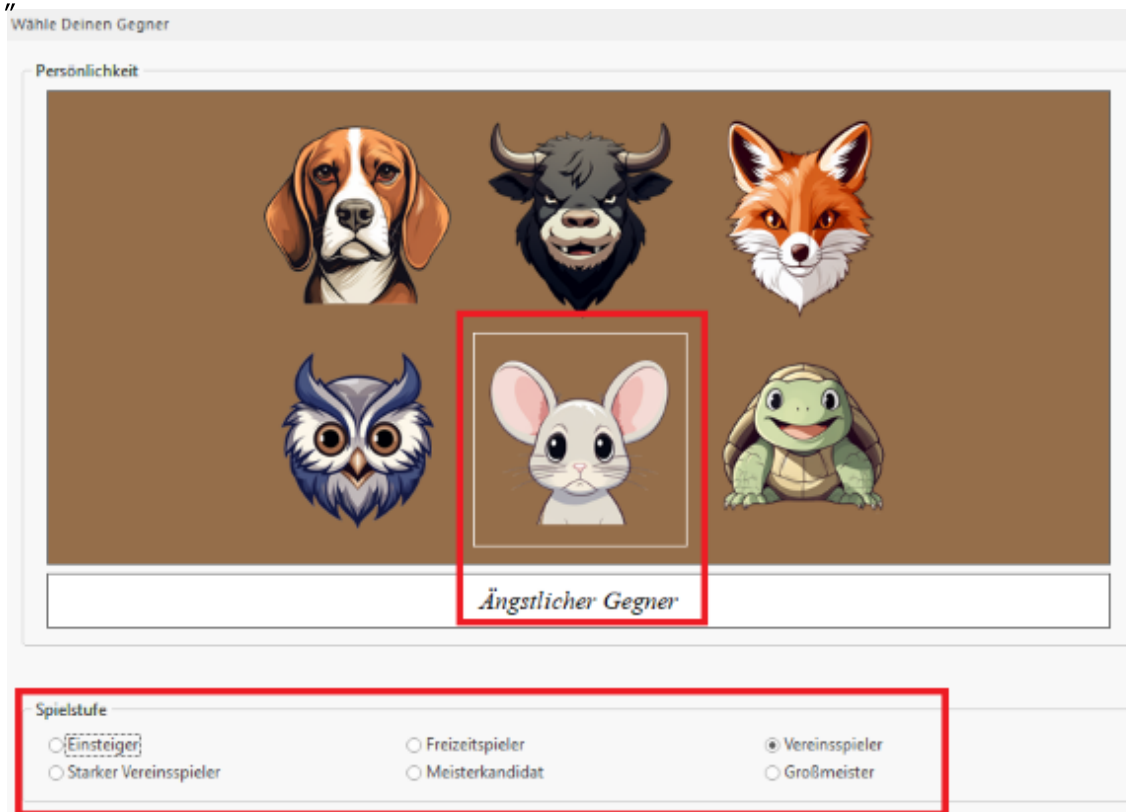 "
Wähle Deinen Gegner
Persönlichkeit
Ängstlicher Gegner
Spielstufe
Einsteiger Freizeitspieler Vereinsspieler
Starker Vereinsspieler Meisterkandidat Großmeister